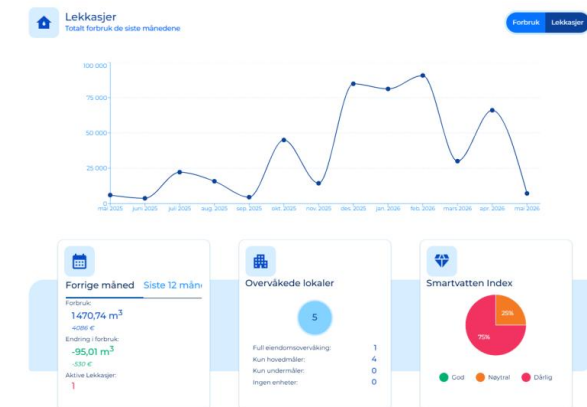 Lekkasjer
Totalt forbruk de siste månedene
Forbruk Lekkasjer
100 000
75 000
50 000
25 000
0
mai 2025 juni 2025 juli 2025 aug. 2025 sep. 2025 okt. 2025 nov. 2025 des. 2025 jan. 2026 feb. 2026 mars 2026 apr. 2026 mai 2026
Forrige måned Siste 12 mån
Forbruk:
1 470,74 m³
4086 €
Endring i forbruk:
-95,01 m³
-530 €
Aktive Lekkasjer:
1
Overvåkede lokaler
5
Full eiendomsovervåking: 1
Kun hovedmåler: 4
Kun undermåler: 0
Ingen enheter: 0
Smartvatten Index
25%
75%
God Nøytral Dårlig